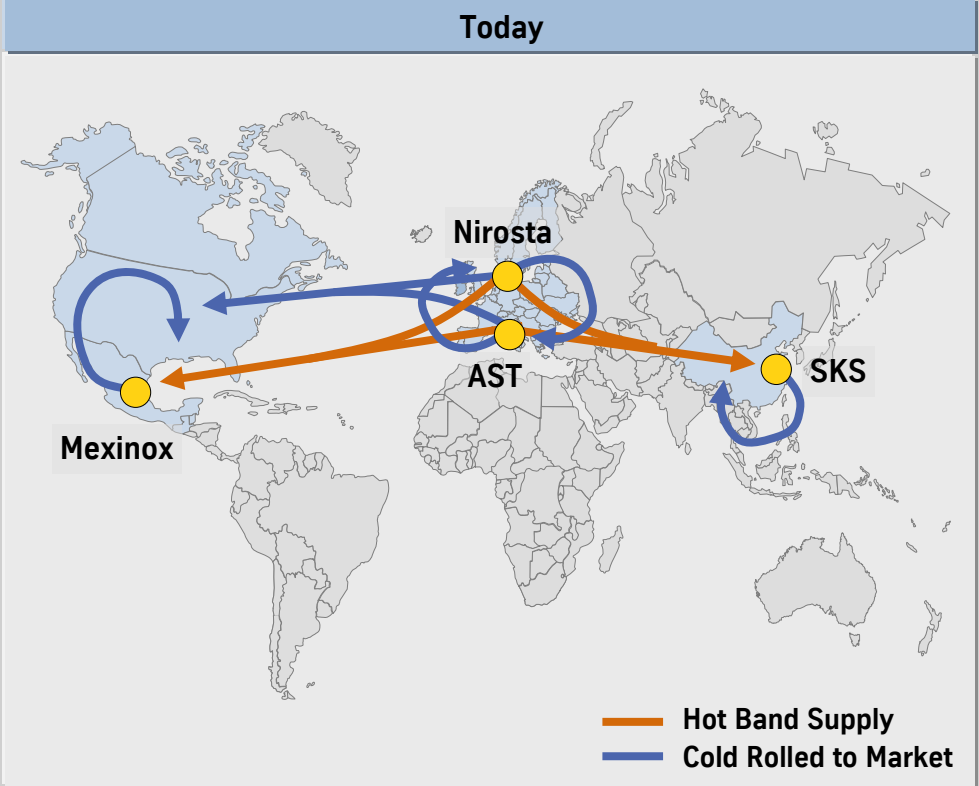 Today
Nirosta
AST
SKS
Mexinox
Hot Band Supply
Cold Rolled to Market